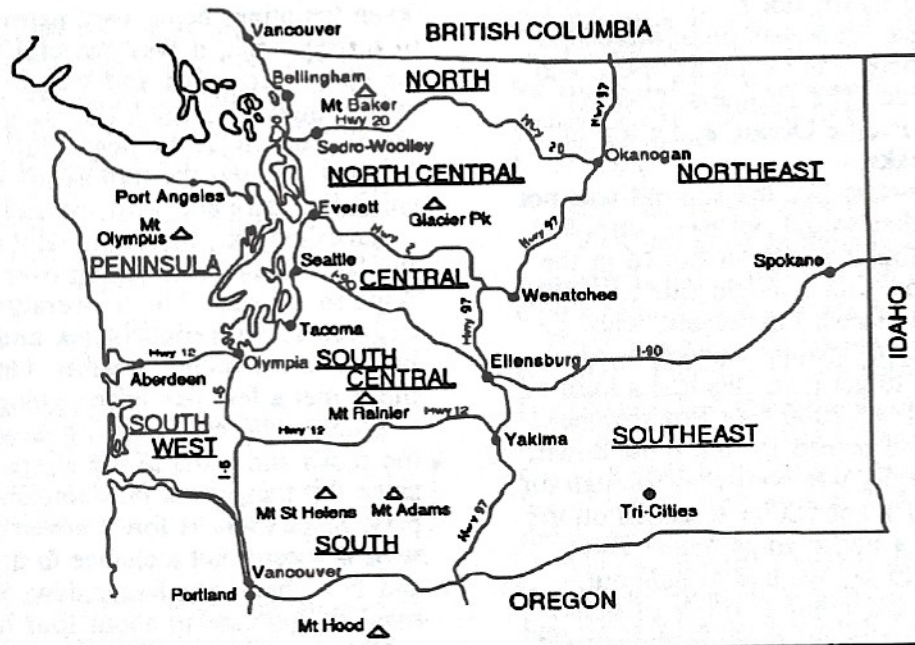 Vancouver
BRITISH COLUMBIA
Bellingham
NORTH
Mt Baker
Hwy 20
Hwy 97
Sedro-Woolley
Hwy
20
Okanogan
NORTH CENTRAL
NORTHEAST
Port Angeles
Everett
Glacier Pk
Mt
Olympus
Hwy 2
Hwy 97
PENINSULA
Seattle
I-90
CENTRAL
Spokane
Wenatchee
Hwy 97
Tacoma
IDAHO
Hwy 12
Olympia
SOUTH
CENTRAL
Ellensburg
I-90
Aberdeen
I-5
Mt Rainier
Hwy 12
SOUTH
WEST
Hwy 12
Yakima
SOUTHEAST
I-5
Mt St Helens
Mt Adams
Hwy 97
Tri-Cities
SOUTH
Vancouver
Portland
OREGON
Mt Hood